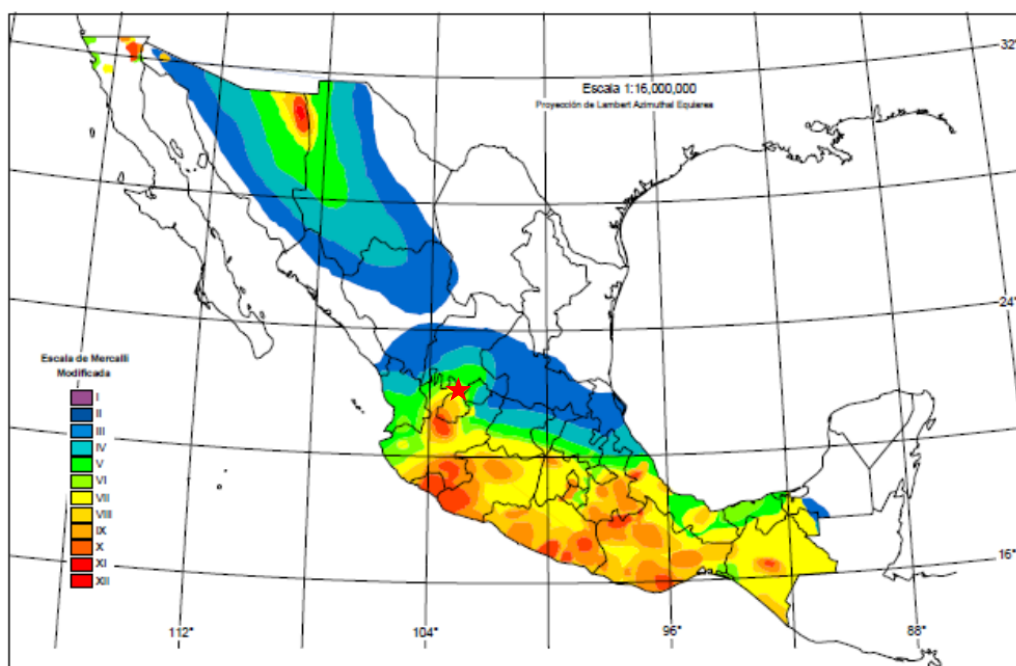 32°
Escala 1:16,000,000
Proyección de Lambert Azimuthal Equiarea
24°
Escala de Mercalli
Modificada
I
II
III
IV
V
VI
VII
VIII
IX
X
XI
XII
16°
112°
104°
96°
88°